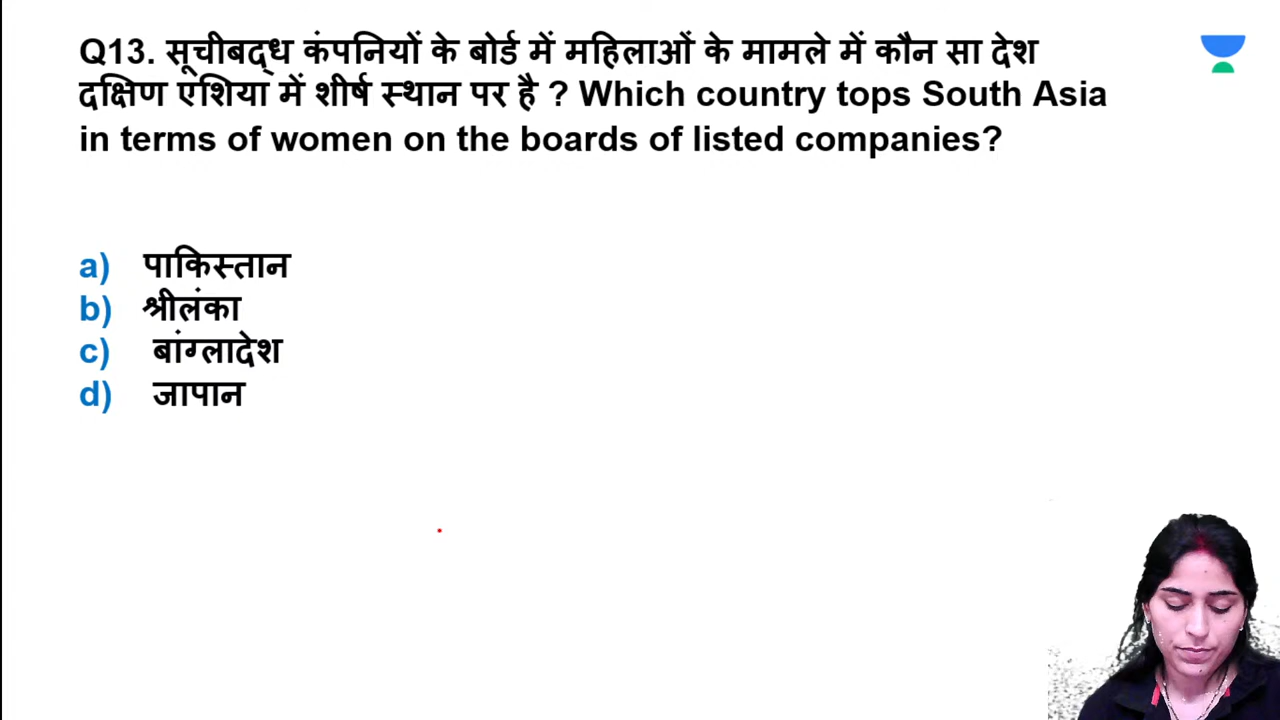 Q13. सूचीबद्ध कंपनियों के बोर्ड में महिलाओं के मामले में कौन सा देश
दक्षिण एशिया में शीर्ष स्थान पर है ? Which country tops South Asia
in terms of women on the boards of listed companies?
a) पाकिस्तान
b) श्रीलंका
c) बांग्लादेश
d) जापान